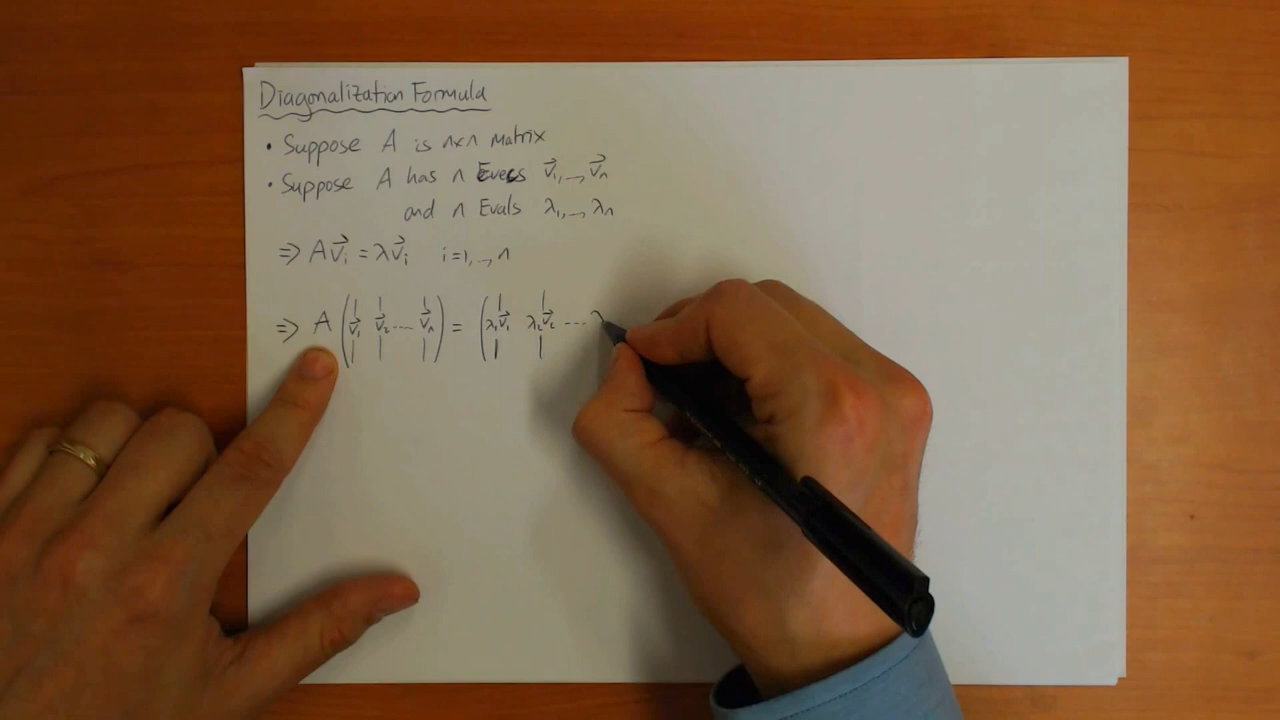 Diagonalization Formula
• Suppose A is n×n matrix
• Suppose A has n Evecs v⃗₁,...,v⃗ₙ
and n Evals λ₁,...,λₙ
⇒ Av⃗ᵢ = λv⃗ᵢ i=1,...,n
⇒ A (v⃗₁ v⃗₂ .... v⃗ₙ) = (λ₁v⃗₁ λ₂v⃗₂ .... λ